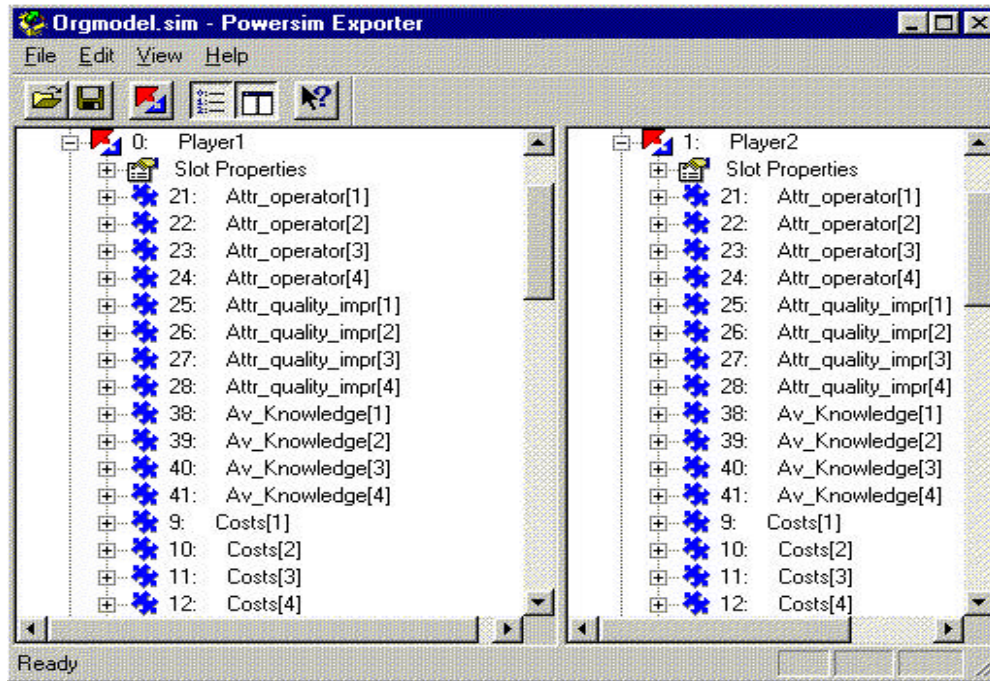 Orgmodel.sim - Powersim Exporter
File Edit View Help
0: Player1
Slot Properties
21: Attr_operator[1]
22: Attr_operator[2]
23: Attr_operator[3]
24: Attr_operator[4]
25: Attr_quality_impr[1]
26: Attr_quality_impr[2]
27: Attr_quality_impr[3]
28: Attr_quality_impr[4]
38: Av_Knowledge[1]
39: Av_Knowledge[2]
40: Av_Knowledge[3]
41: Av_Knowledge[4]
9: Costs[1]
10: Costs[2]
11: Costs[3]
12: Costs[4]
1: Player2
Slot Properties
21: Attr_operator[1]
22: Attr_operator[2]
23: Attr_operator[3]
24: Attr_operator[4]
25: Attr_quality_impr[1]
26: Attr_quality_impr[2]
27: Attr_quality_impr[3]
28: Attr_quality_impr[4]
38: Av_Knowledge[1]
39: Av_Knowledge[2]
40: Av_Knowledge[3]
41: Av_Knowledge[4]
9: Costs[1]
10: Costs[2]
11: Costs[3]
12: Costs[4]
Ready